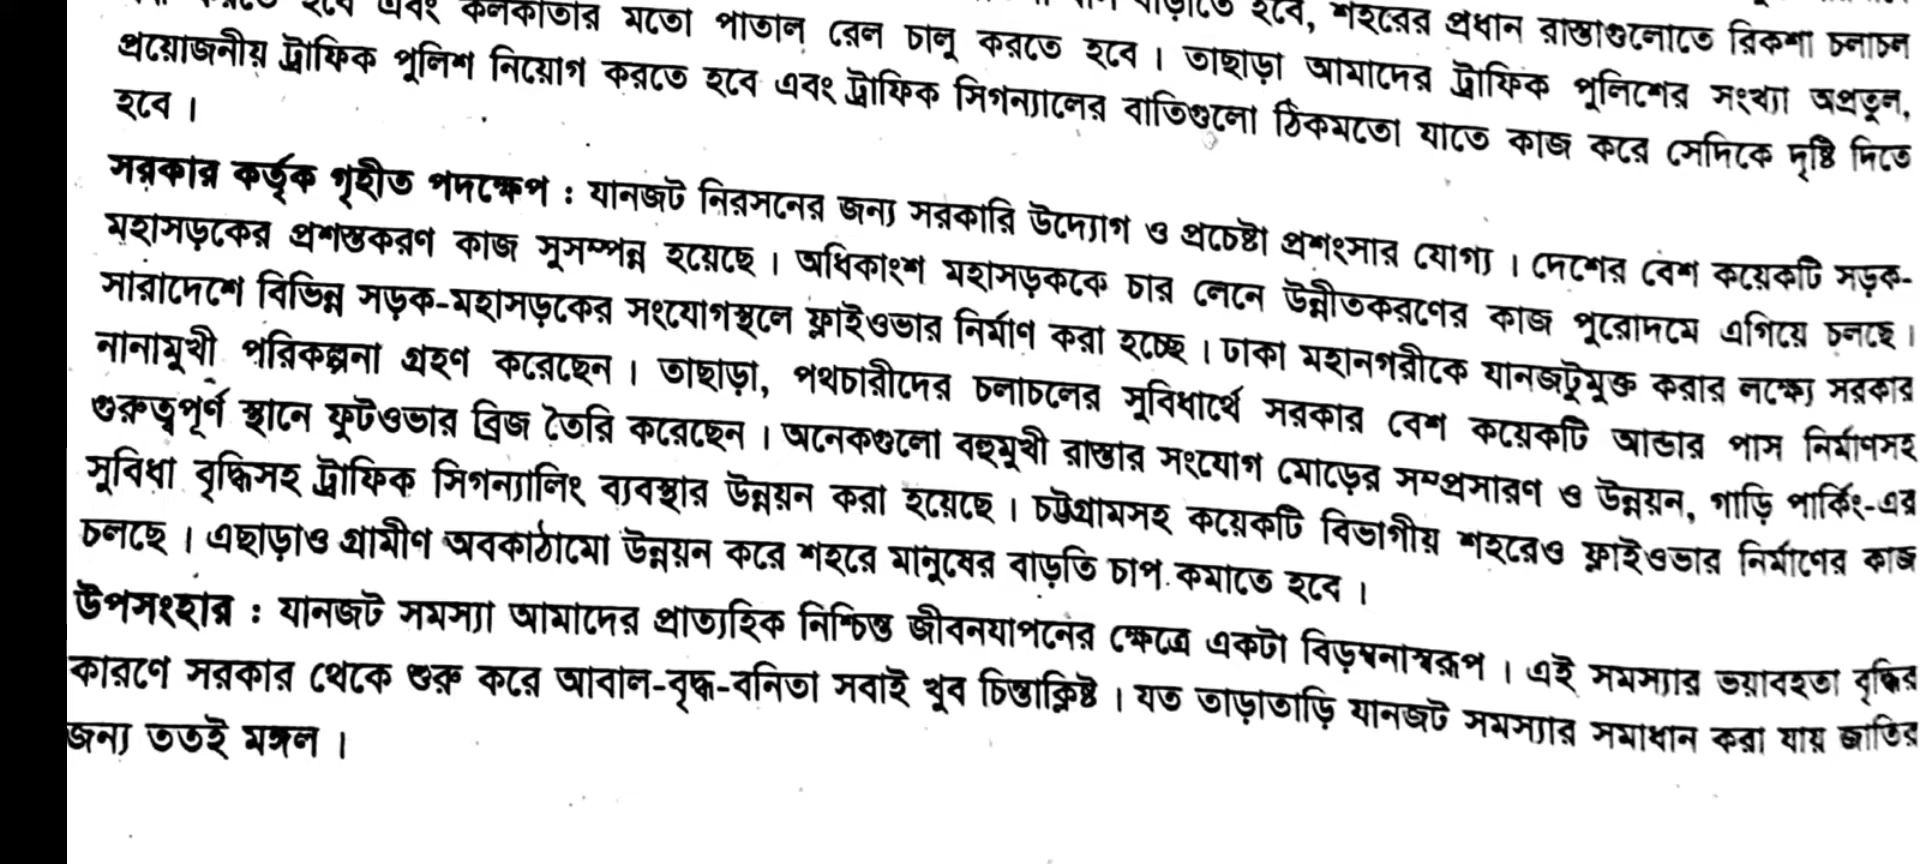 করতে হবে এবং কলকাতার মতো পাতাল রেল চালু করতে হবে। তাছাড়া আমাদের ট্রাফিক পুলিশের সংখ্যা অপ্রতুল,
বাড়াতে হবে, শহরের প্রধান রাস্তাগুলোতে রিকশা চলাচল
প্রয়োজনীয় ট্রাফিক পুলিশ নিয়োগ করতে হবে এবং ট্রাফিক সিগন্যালের বাতিগুলো ঠিকমতো যাতে কাজ করে সেদিকে দৃষ্টি দিতে
হবে।
সরকার কর্তৃক গৃহীত পদক্ষেপ : যানজট নিরসনের জন্য সরকারি উদ্যোগ ও প্রচেষ্টা প্রশংসার যোগ্য। দেশের বেশ কয়েকটি সড়ক-
মহাসড়কের প্রশস্তকরণ কাজ সুসম্পন্ন হয়েছে। অধিকাংশ মহাসড়ককে চার লেনে উন্নীতকরণের কাজ পুরোদমে এগিয়ে চলছে।
সারাদেশে বিভিন্ন সড়ক-মহাসড়কের সংযোগস্থলে ফ্লাইওভার নির্মাণ করা হচ্ছে। ঢাকা মহানগরীকে যানজটমুক্ত করার লক্ষ্যে সরকার
নানামুখী পরিকল্পনা গ্রহণ করেছেন। তাছাড়া, পথচারীদের চলাচলের সুবিধার্থে সরকার বেশ কয়েকটি আন্ডার পাস নির্মাণসহ
গুরুত্বপূর্ণ স্থানে ফুটওভার ব্রিজ তৈরি করেছেন। অনেকগুলো বহুমুখী রাস্তার সংযোগ মোড়ের সম্প্রসারণ ও উন্নয়ন, গাড়ি পার্কিং-এর
সুবিধা বৃদ্ধিসহ ট্রাফিক সিগন্যালিং ব্যবস্থার উন্নয়ন করা হয়েছে। চট্টগ্রামসহ কয়েকটি বিভাগীয় শহরেও ফ্লাইওভার নির্মাণের কাজ
চলছে। এছাড়াও গ্রামীণ অবকাঠামো উন্নয়ন করে শহরে মানুষের বাড়তি চাপ কমাতে হবে।
উপসংহার : যানজট সমস্যা আমাদের প্রাত্যহিক নিশ্চিন্ত জীবনযাপনের ক্ষেত্রে একটা বিড়ম্বনাস্বরূপ। এই সমস্যার ভয়াবহতা বৃদ্ধির
কারণে সরকার থেকে শুরু করে আবাল-বৃদ্ধ-বনিতা সবাই খুব চিন্তাক্লিষ্ট। যত তাড়াতাড়ি যানজট সমস্যার সমাধান করা যায় জাতির
জন্য ততই মঙ্গল।